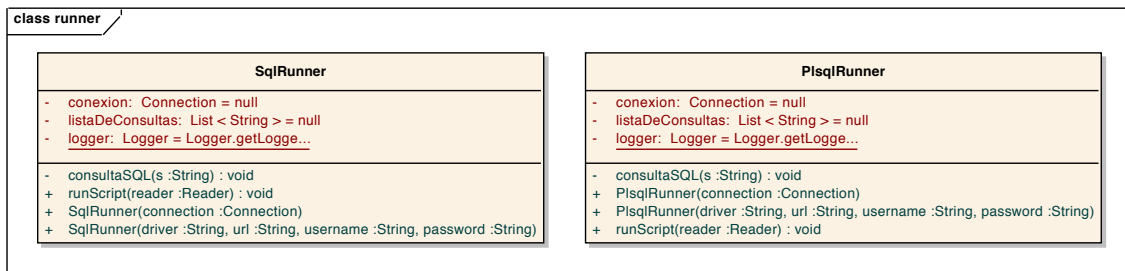 class runner
SqlRunner
- conexion: Connection = null
- listaDeConsultas: List < String > = null
- logger: Logger = Logger.getLogge...
- consultaSQL(s :String) : void
+ runScript(reader :Reader) : void
+ SqlRunner(connection :Connection)
+ SqlRunner(driver :String, url :String, username :String, password :String)
PlsqlRunner
- conexion: Connection = null
- listaDeConsultas: List < String > = null
- logger: Logger = Logger.getLogge...
- consultaSQL(s :String) : void
+ PlsqlRunner(connection :Connection)
+ PlsqlRunner(driver :String, url :String, username :String, password :String)
+ runScript(reader :Reader) : void